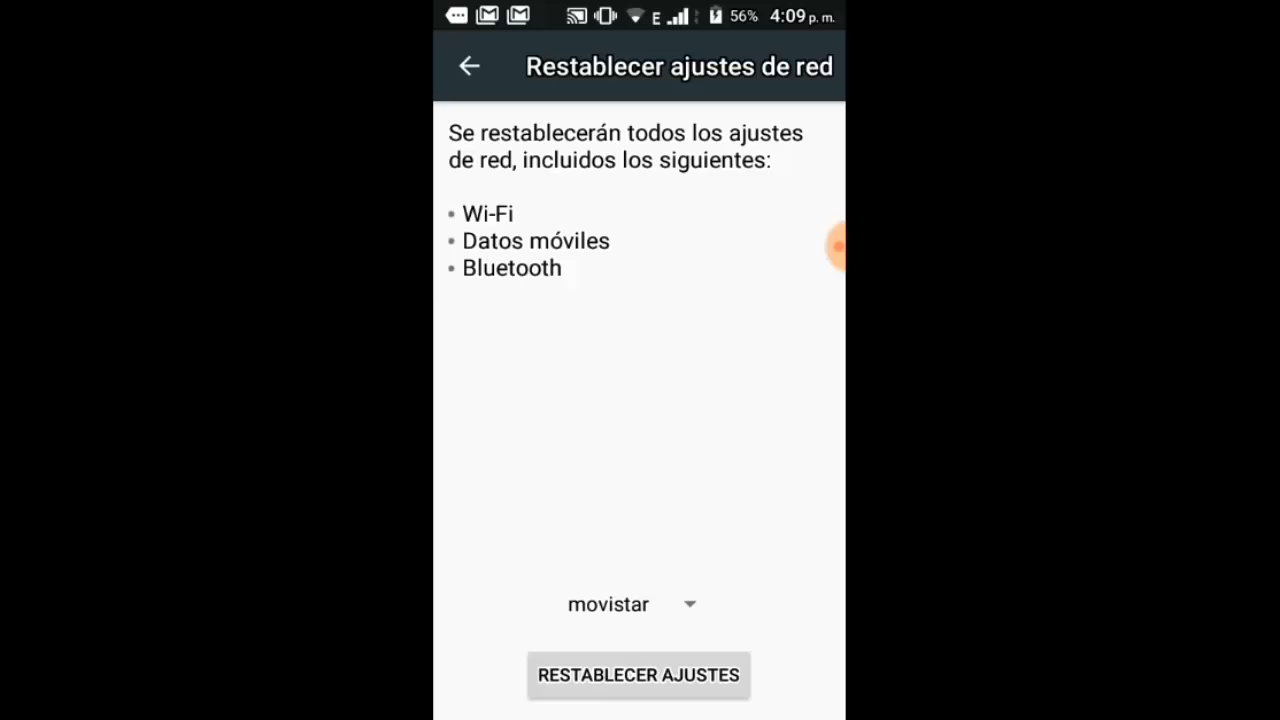 E 56% 4:09 p. m.
Restablecer ajustes de red
Se restablecerán todos los ajustes
de red, incluidos los siguientes:
• Wi-Fi
• Datos móviles
• Bluetooth
movistar
RESTABLECER AJUSTES